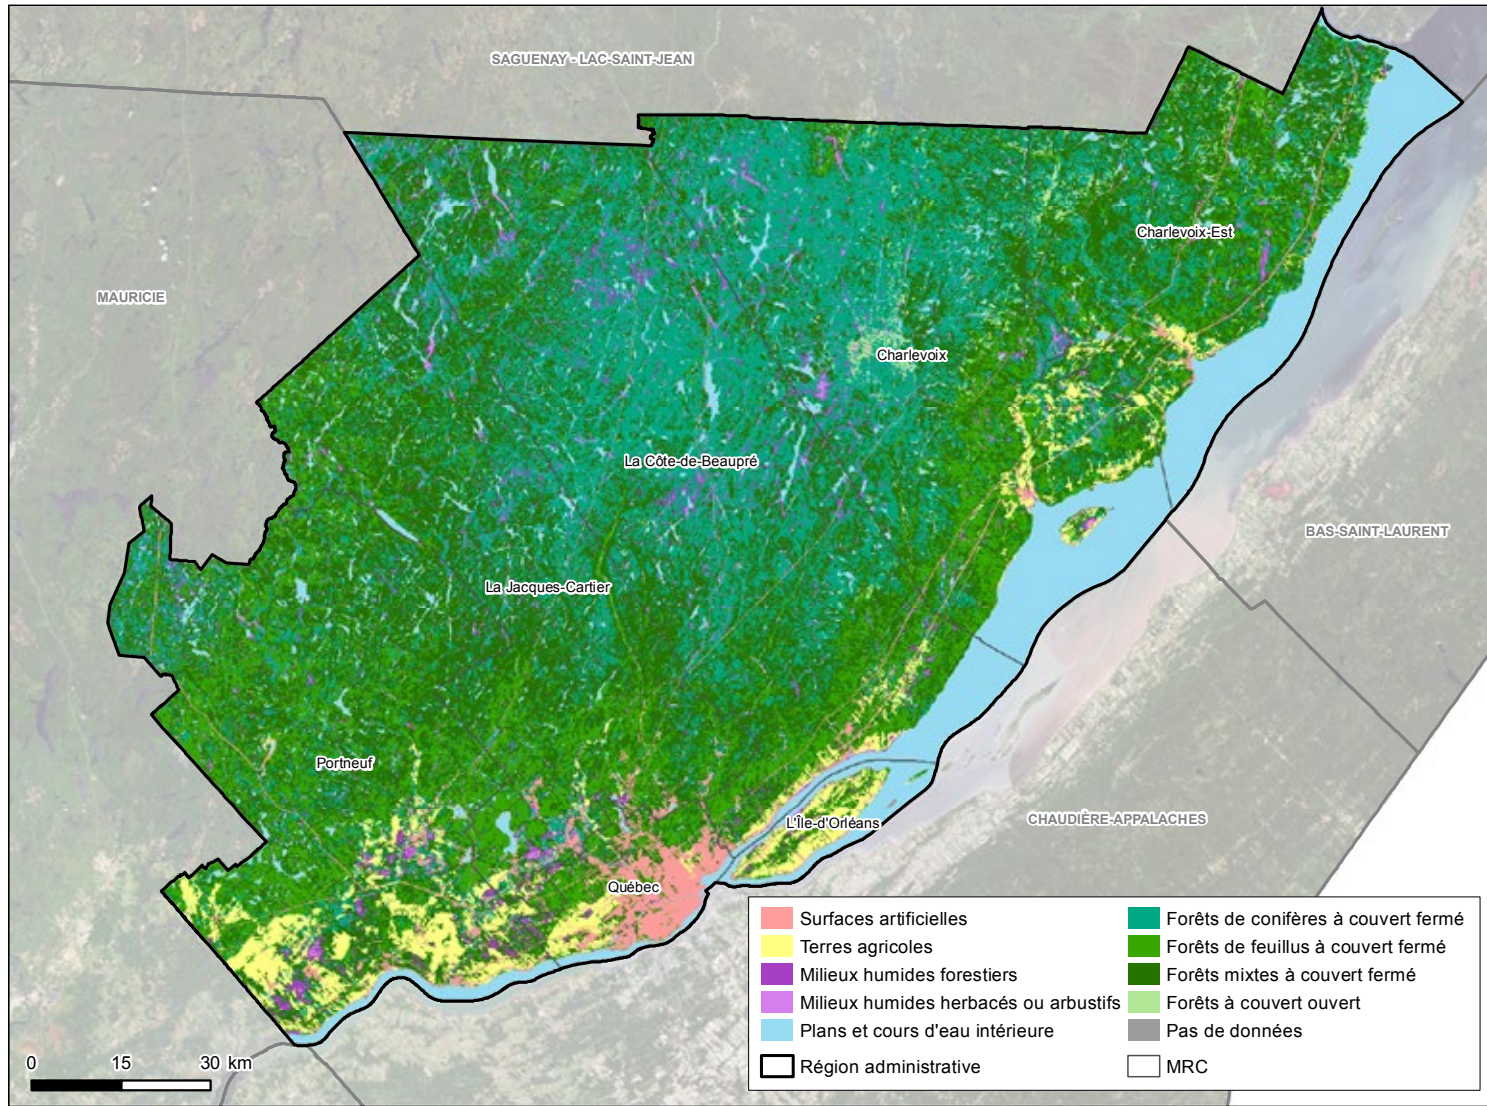 SAGUENAY - LAC-SAINT-JEAN
MAURICIE
Charlevoix-Est
Charlevoix
La Côte-de-Beaupré
BAS-SAINT-LAURENT
La Jacques-Cartier
Portneuf
L'Île-d'Orléans
CHAUDIÈRE-APPALACHES
Québec
Surfaces artificielles
Terres agricoles
Milieux humides forestiers
Milieux humides herbacés ou arbustifs
Plans et cours d'eau intérieure
Région administrative
Forêts de conifères à couvert fermé
Forêts de feuillus à couvert fermé
Forêts mixtes à couvert fermé
Forêts à couvert ouvert
Pas de données
MRC
0 15 30 km